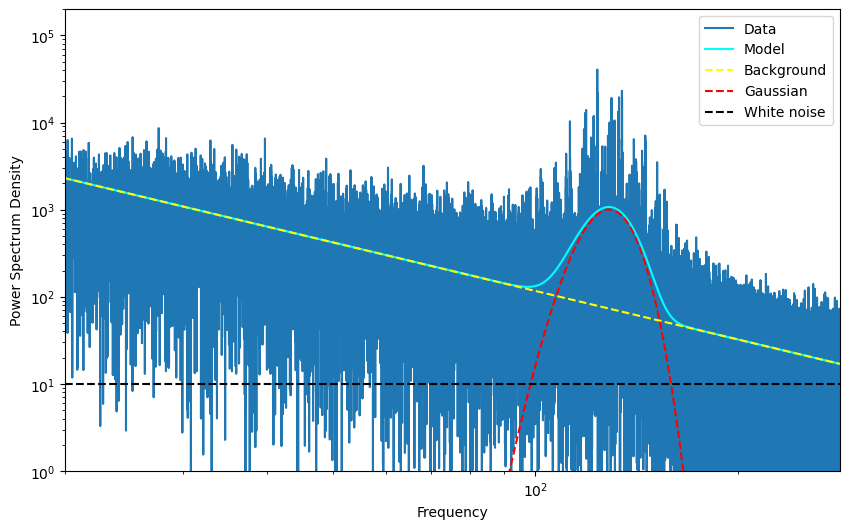 Data
Model
Background
Gaussian
White noise
10^5
10^4
10^3
10^2
10^1
10^0
Power Spectrum Density
10^2
Frequency